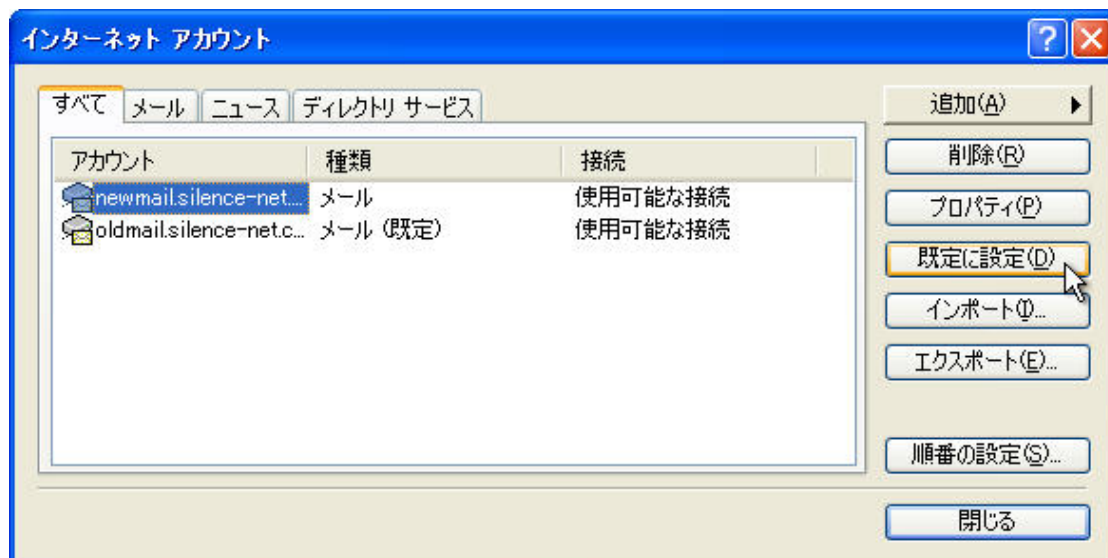 インターネット アカウント
すべて メール ニュース ディレクトリ サービス
アカウント 種類 接続
newmail.silence-net.... メール 使用可能な接続
oldmail.silence-net.c... メール (既定) 使用可能な接続
追加(A)
削除(R)
プロパティ(P)
既定に設定(D)
インポート(I)...
エクスポート(E)...
順番の設定(S)...
閉じる